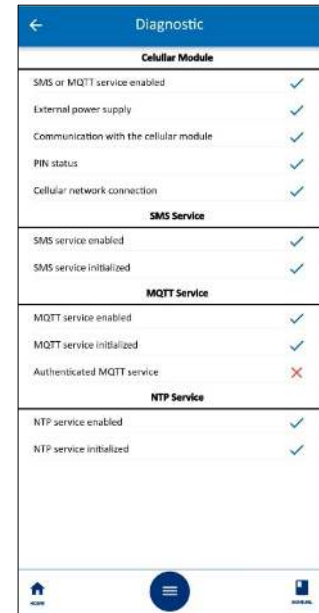 Diagnostic
Celullar Module
SMS or MQTT service enabled
External power supply
Communication with the cellular module
PIN status
Cellular network connection
SMS Service
SMS service enabled
SMS service initialized
MQTT Service
MQTT service enabled
MQTT service initialized
Authenticated MQTT service
NTP Service
NTP service enabled
NTP service initialized
HOME